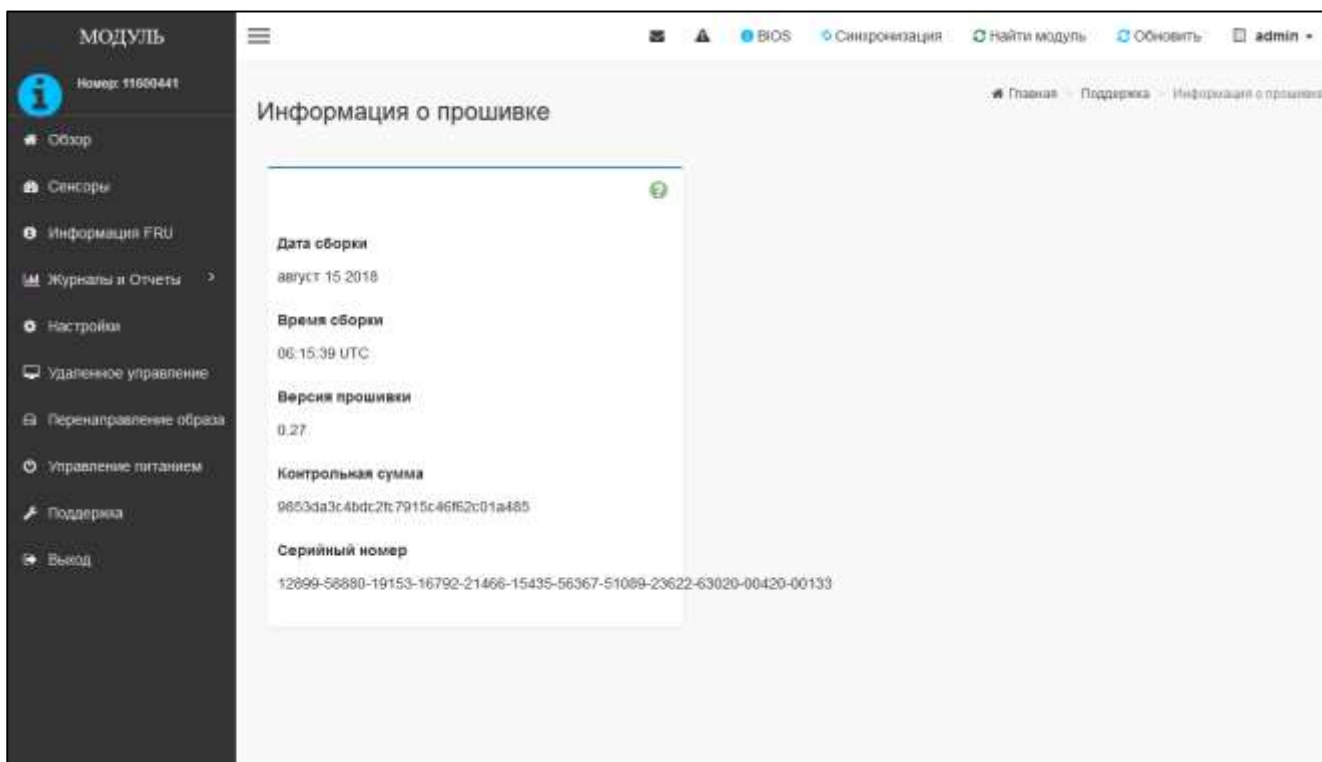 МОДУЛЬ
Номер: 11600441
Обзор
Сенсоры
Информация FRU
Журналы и Отчеты
Настройки
Удаленное управление
Перенаправление образа
Управление питанием
Поддержка
Выход
BIOS
Синхронизация
Найти модуль
Обновить
admin
Главная
Поддержка
Информация о прошивке
Информация о прошивке
Дата сборки
август 15 2018
Время сборки
06:15:39 UTC
Версия прошивки
0.27
Контрольная сумма
9853da3c4bdc2fc7915c46f62c01a485
Серийный номер
12899-58880-19153-16792-21466-15435-56367-51089-23622-63020-00420-00133